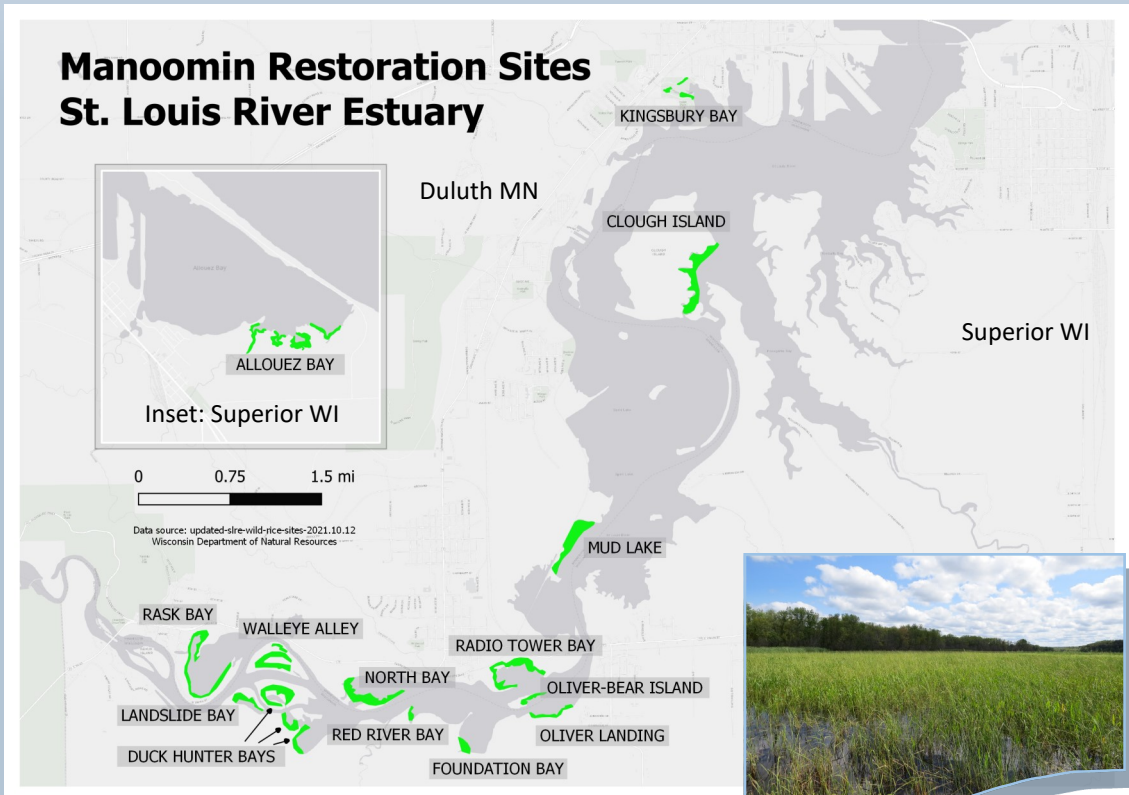 Manoomin Restoration Sites
St. Louis River Estuary
KINGSBURY BAY
Duluth MN
CLOUGH ISLAND
Allouez Bay
ALLOUEZ BAY
Inset: Superior WI
Superior WI
0 0.75 1.5 mi
Data source: updated-slre-wild-rice-sites-2021.10.12
Wisconsin Department of Natural Resources
MUD LAKE
RASK BAY
WALLEYE ALLEY
RADIO TOWER BAY
NORTH BAY
OLIVER-BEAR ISLAND
LANDSLIDE BAY
RED RIVER BAY
OLIVER LANDING
DUCK HUNTER BAYS
FOUNDATION BAY